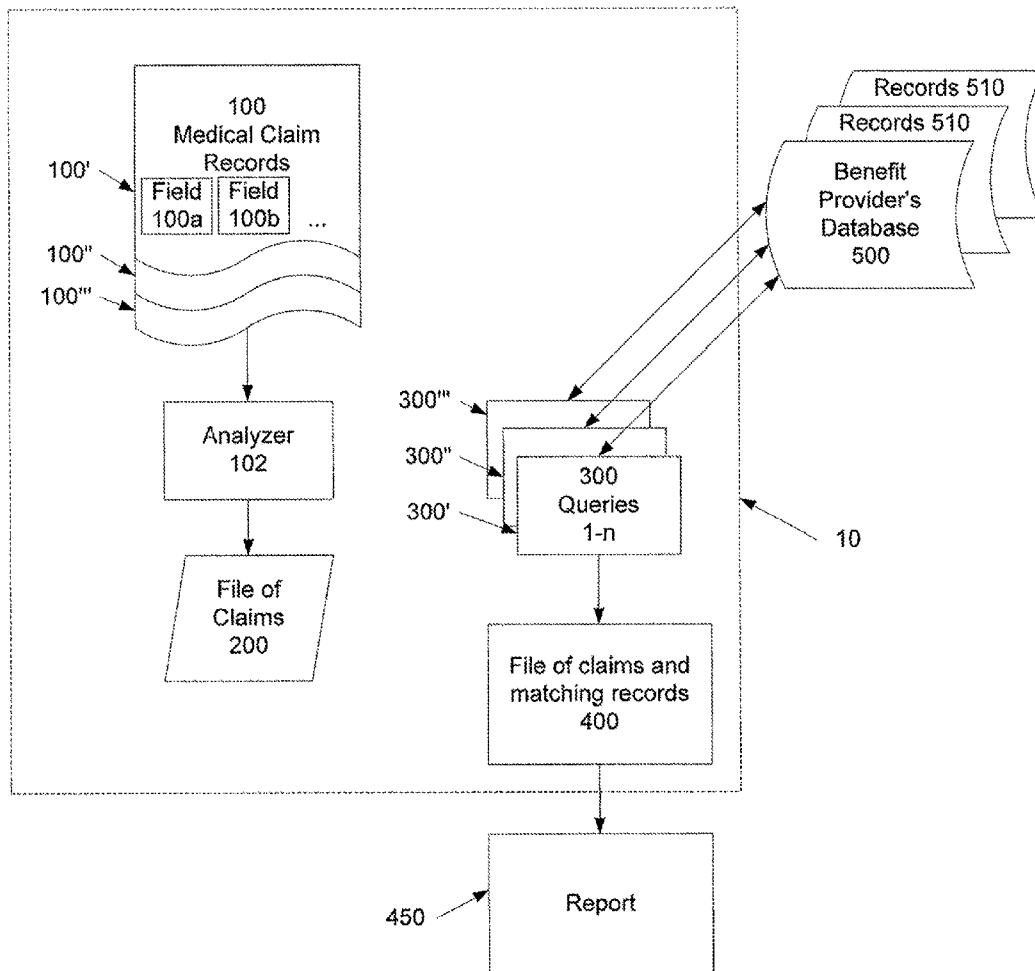 100
Medical Claim
Records
100'
Field
100a
Field
100b
...
100"
100'"
Analyzer
102
File of
Claims
200
Records 510
Records 510
Benefit
Provider's
Database
500
300'"
300"
300'
300
Queries
1-n
10
File of claims and
matching records
400
450
Report